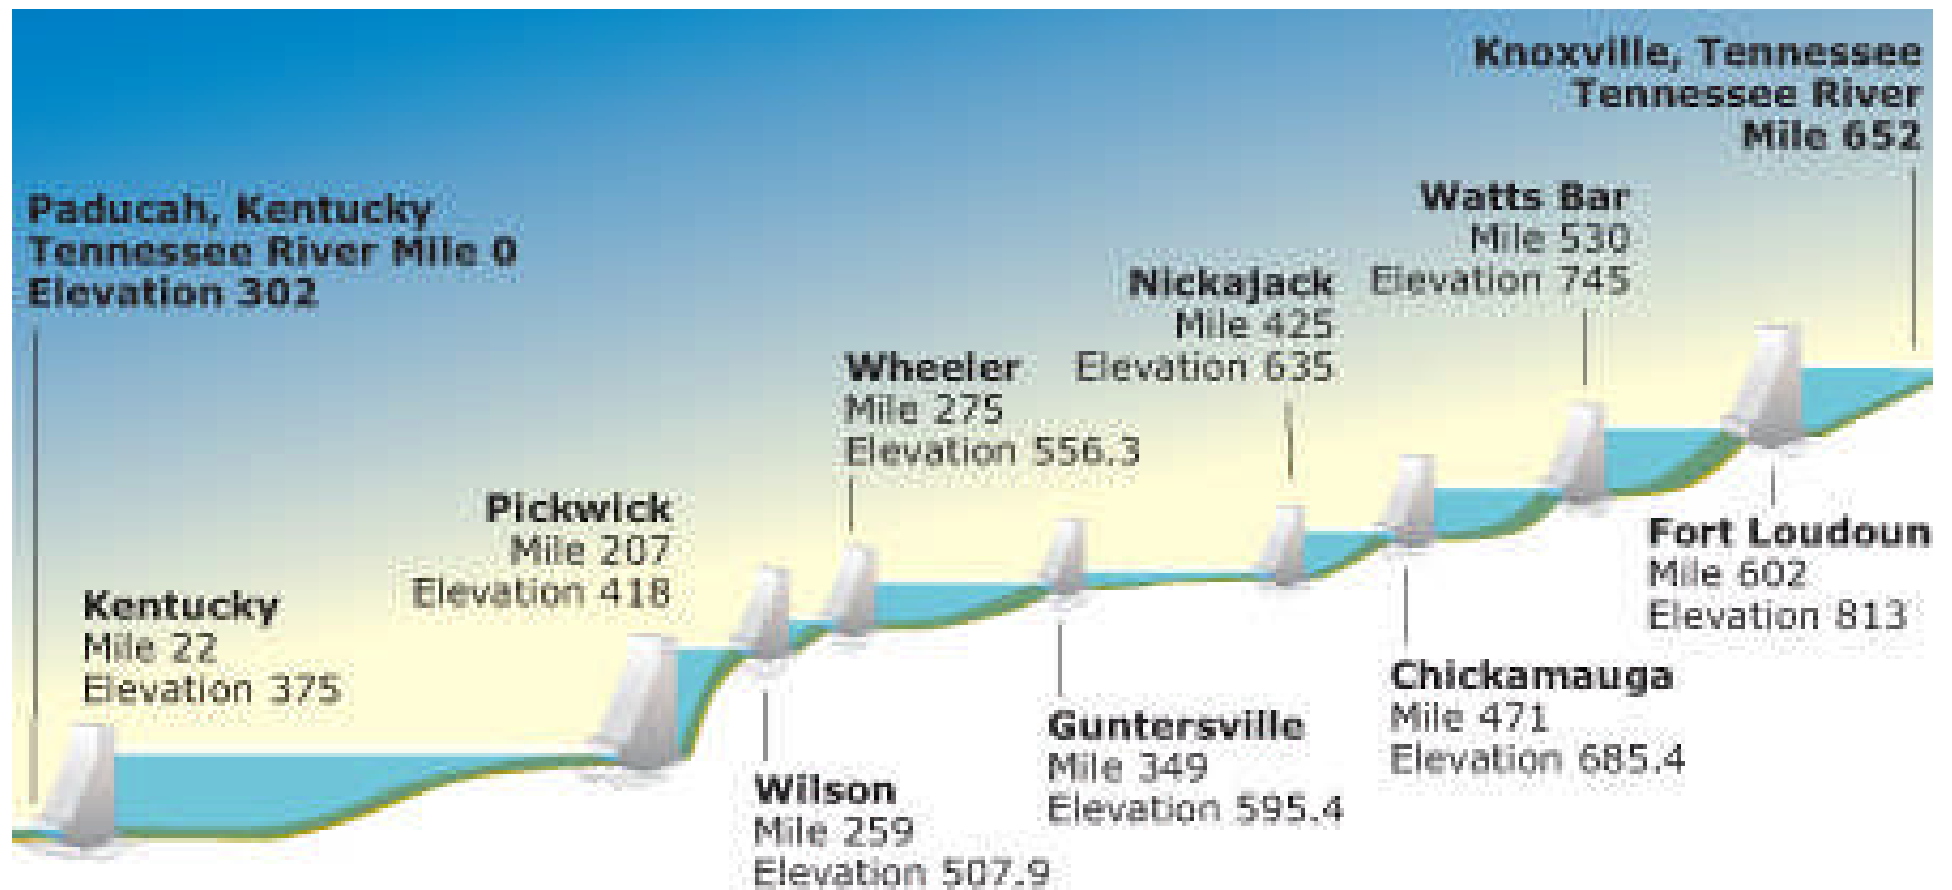 Paducah, Kentucky
Tennessee River Mile 0
Elevation 302
Kentucky
Mile 22
Elevation 375
Pickwick
Mile 207
Elevation 418
Wilson
Mile 259
Elevation 507.9
Wheeler
Mile 275
Elevation 556.3
Guntersville
Mile 349
Elevation 595.4
Nickajack
Mile 425
Elevation 635
Chickamauga
Mile 471
Elevation 685.4
Watts Bar
Mile 530
Elevation 745
Fort Loudoun
Mile 602
Elevation 813
Knoxville, Tennessee
Tennessee River
Mile 652